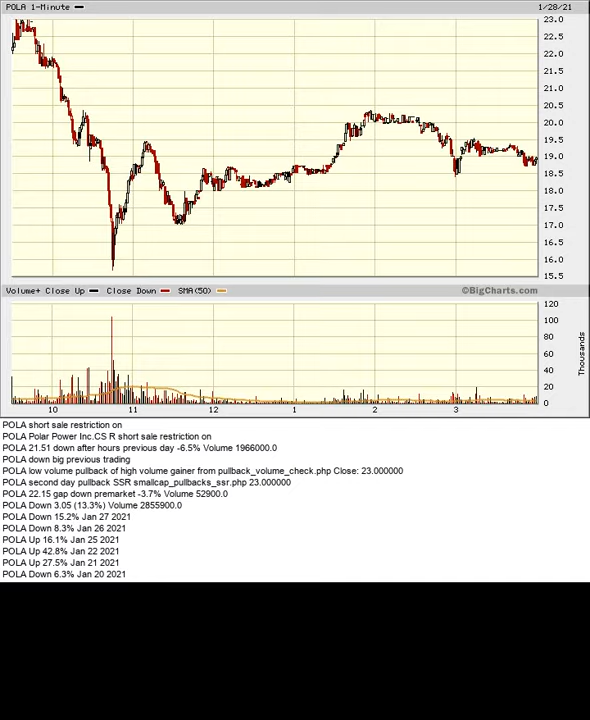 POLA 1-Minute 1/28/21
23.0
22.5
22.0
21.5
21.0
20.5
20.0
19.5
19.0
18.5
18.0
17.5
17.0
16.5
16.0
15.5
Volume+ Close Up Close Down SMA(50) ©BigCharts.com
120
100
80
60
40
20
0
Thousands
10 11 12 1 2 3
POLA short sale restriction on
POLA Polar Power Inc.CS R short sale restriction on
POLA 21.51 down after hours previous day -6.5% Volume 1966000.0
POLA down big previous trading
POLA low volume pullback of high volume gainer from pullback_volume_check.php Close: 23.000000
POLA second day pullback SSR smallcap_pullbacks_ssr.php 23.000000
POLA 22.15 gap down premarket -3.7% Volume 52900.0
POLA Down 3.05 (13.3%) Volume 2855900.0
POLA Down 15.2% Jan 27 2021
POLA Down 8.3% Jan 26 2021
POLA Up 16.1% Jan 25 2021
POLA Up 42.8% Jan 22 2021
POLA Up 27.5% Jan 21 2021
POLA Down 6.3% Jan 20 2021